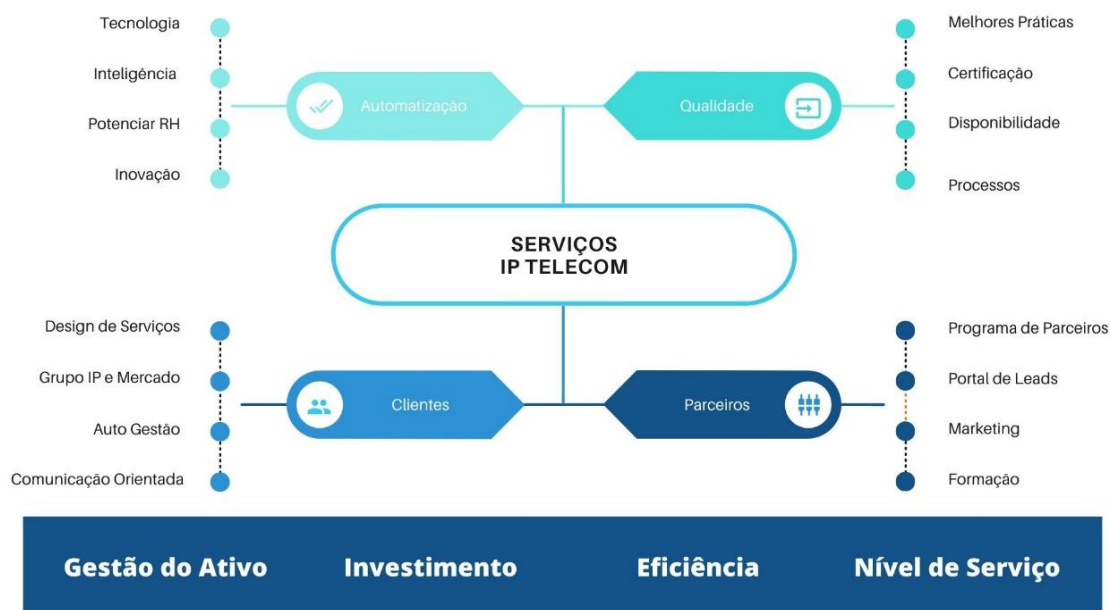 Tecnologia
Inteligência
Potenciar RH
Inovação
Automatização
Qualidade
Melhores Práticas
Certificação
Disponibilidade
Processos
SERVIÇOS
IP TELECOM
Design de Serviços
Grupo IP e Mercado
Auto Gestão
Comunicação Orientada
Clientes
Parceiros
Programa de Parceiros
Portal de Leads
Marketing
Formação
Gestão do Ativo
Investimento
Eficiência
Nível de Serviço